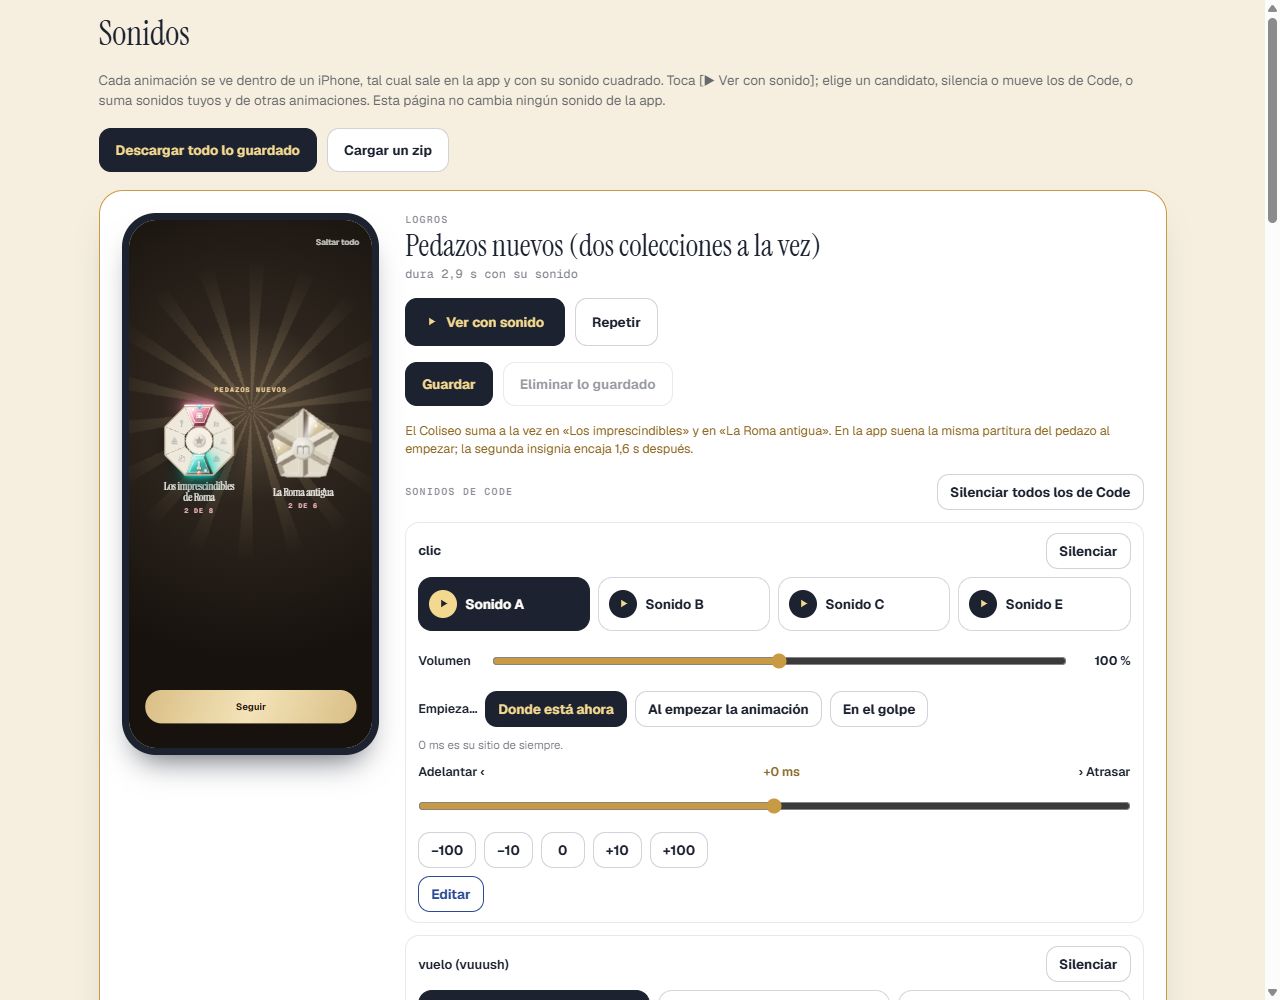 Sonidos
Cada animación se ve dentro de un iPhone, tal cual sale en la app y con su sonido cuadrado. Toca [▶ Ver con sonido]; elige un candidato, silencia o mueve los de Code, o
suma sonidos tuyos y de otras animaciones. Esta página no cambia ningún sonido de la app.
Descargar todo lo guardado
Cargar un zip
Saltar todo
PEDAZOS NUEVOS
Los imprescindibles
de Roma
2 DE 8
La Roma antigua
2 DE 6
Seguir
LOGROS
Pedazos nuevos (dos colecciones a la vez)
dura 2,9 s con su sonido
Ver con sonido
Repetir
Guardar
Eliminar lo guardado
El Coliseo suma a la vez en «Los imprescindibles» y en «La Roma antigua». En la app suena la misma partitura del pedazo al
empezar; la segunda insignia encaja 1,6 s después.
SONIDOS DE CODE
Silenciar todos los de Code
clic
Silenciar
Sonido A
Sonido B
Sonido C
Sonido E
Volumen
100 %
Empieza…
Donde está ahora
Al empezar la animación
En el golpe
0 ms es su sitio de siempre.
Adelantar ‹
+0 ms
› Atrasar
−100
−10
0
+10
+100
Editar
vuelo (vuuush)
Silenciar